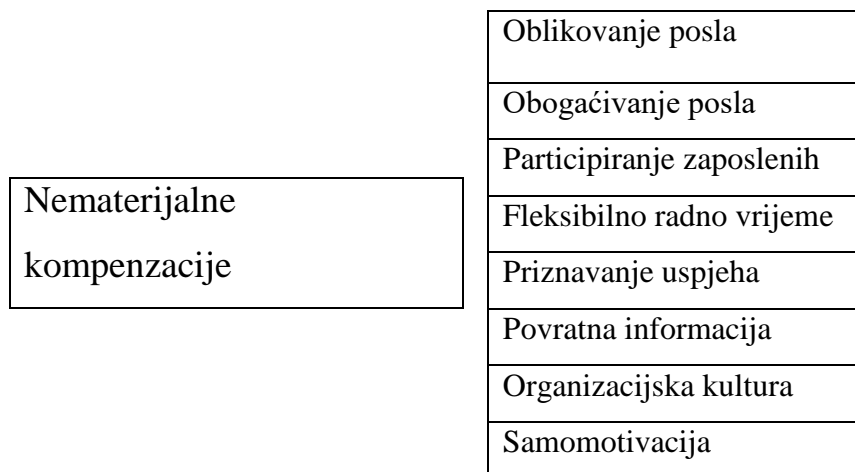 Nematerijalne
kompenzacije
Oblikovanje posla
Obogaćivanje posla
Participiranje zaposlenih
Fleksibilno radno vrijeme
Priznavanje uspjeha
Povratna informacija
Organizacijska kultura
Samomotivacija